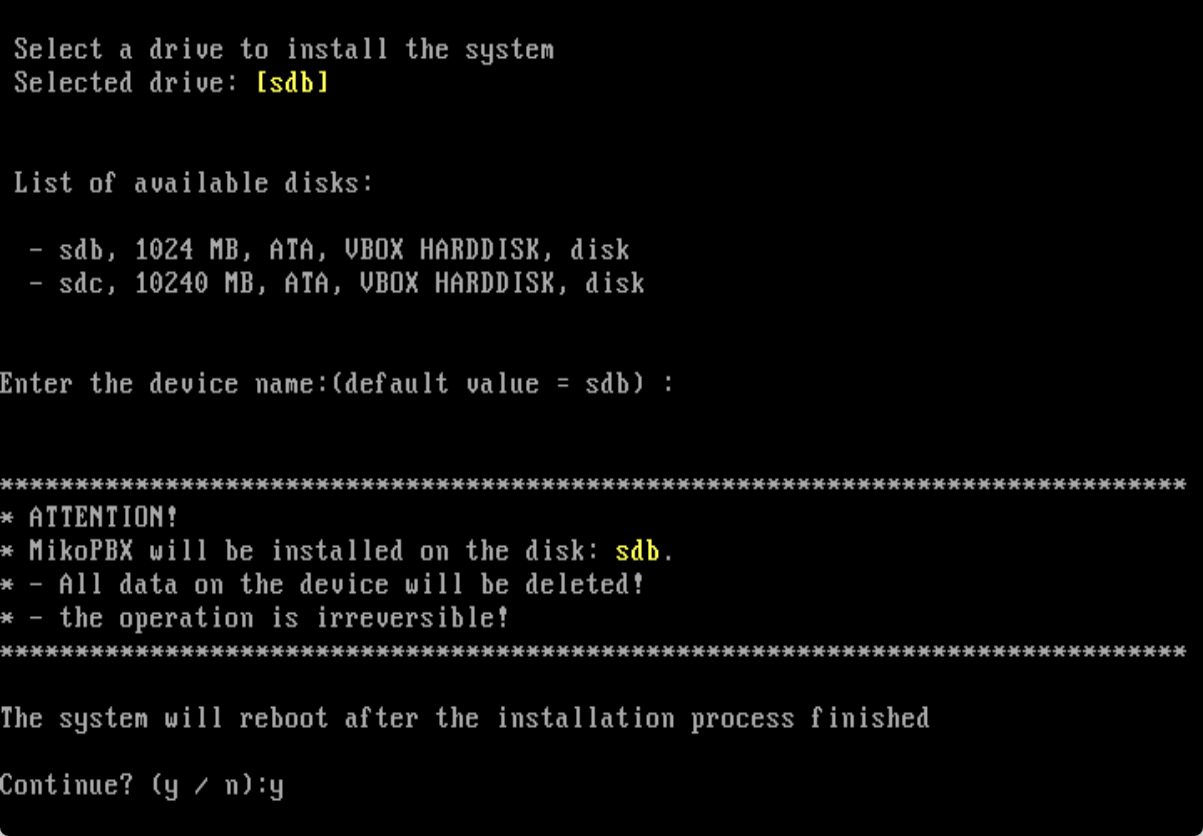 Select a drive to install the system
Selected drive: [sdb]
List of available disks:
- sdb, 1024 MB, ATA, VBOX HARDDISK, disk
- sdc, 10240 MB, ATA, VBOX HARDDISK, disk
Enter the device name:(default value = sdb) :
*******************************************************************************
* ATTENTION!
* MikoPBX will be installed on the disk: sdb.
* - All data on the device will be deleted!
* - the operation is irreversible!
*******************************************************************************
The system will reboot after the installation process finished
Continue? (y / n):y